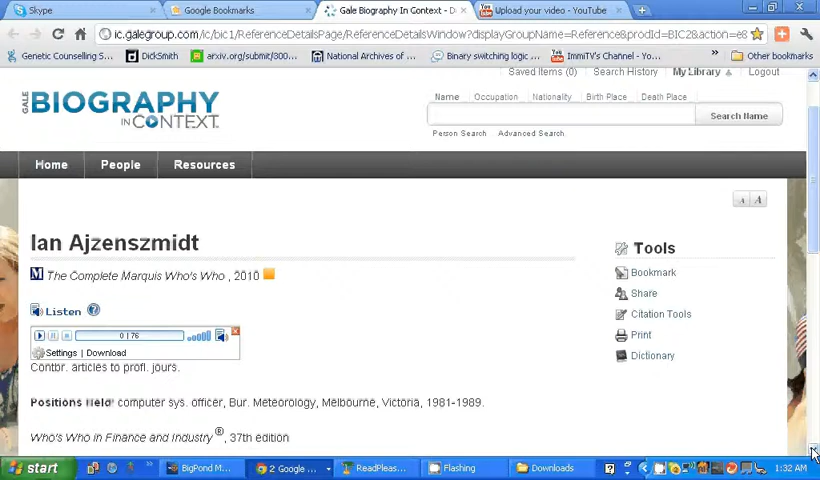 Skype
Google Bookmarks
Gale Biography In Context - D
Upload your video - YouTube
ic.galegroup.com/ic/bic1/ReferenceDetailsPage/ReferenceDetailsWindow?displayGroupName=Reference&prodId=BIC2&action=e&
Genetic Counselling S...
DickSmith
arxiv.org/submit/300...
National Archives of ...
Binary switching logic ...
ImmiTV's Channel - Yo...
»
Other bookmarks
Saved Items (0)
Search History
My Library
Logout
GALE
BIOGRAPHY
IN CONTEXT
Name
Occupation
Nationality
Birth Place
Death Place
Search Name
Person Search
Advanced Search
Home
People
Resources
A A
Ian Ajzenszmidt
M The Complete Marquis Who's Who , 2010
Listen ?
0 | 76
Settings | Download
Contbr. articles to profl. jours.
Positions Held: computer sys. officer, Bur. Meteorology, Melbourne, Victoria, 1981-1989.
Who's Who in Finance and Industry®, 37th edition
Tools
Bookmark
Share
Citation Tools
Print
Dictionary
start
»
BigPond M...
2 Google ...
ReadPleas...
Flashing
Downloads
1:32 AM